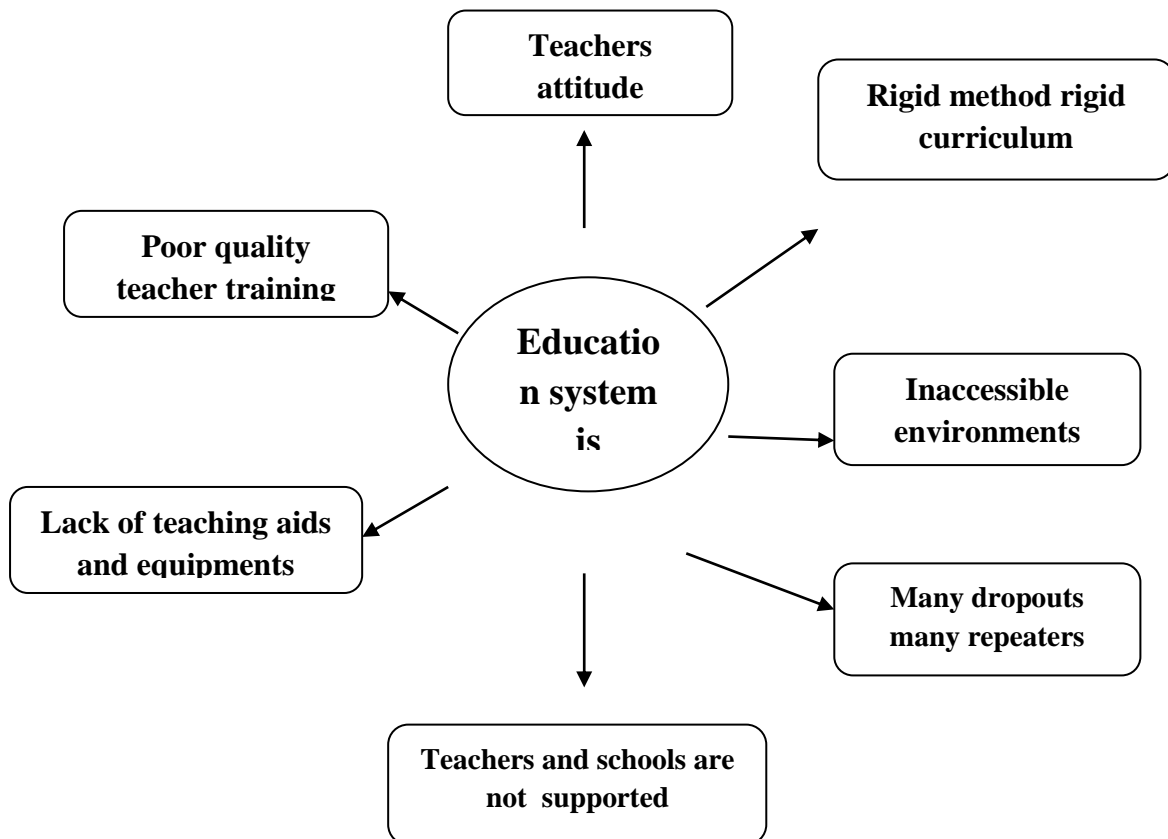 Teachers
attitude
Rigid method rigid
curriculum
Poor quality
teacher training
Educatio
n system
is
Inaccessible
environments
Lack of teaching aids
and equipments
Many dropouts
many repeaters
Teachers and schools are
not  supported